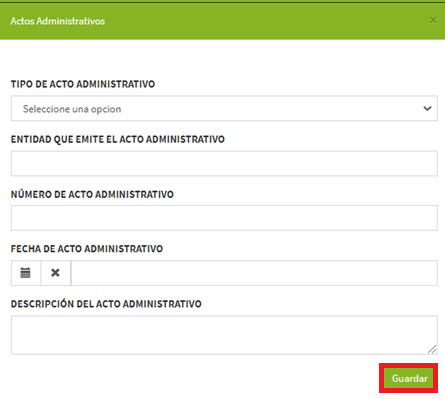 Actos Administrativos ×
TIPO DE ACTO ADMINISTRATIVO
Seleccione una opcion
ENTIDAD QUE EMITE EL ACTO ADMINISTRATIVO
NÚMERO DE ACTO ADMINISTRATIVO
FECHA DE ACTO ADMINISTRATIVO
DESCRIPCIÓN DEL ACTO ADMINISTRATIVO
Guardar